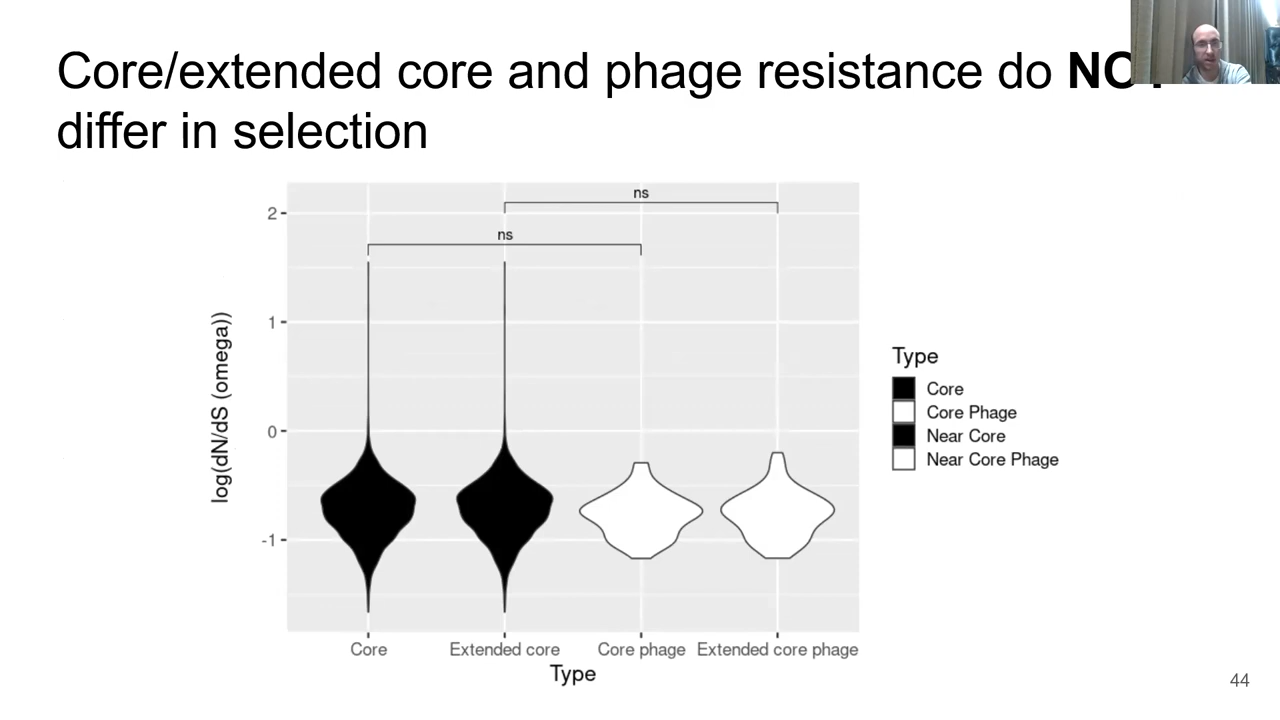 Core/extended core and phage resistance do NOT
differ in selection
ns
ns
2
1
0
-1
log(dN/dS (omega))
Core
Extended core
Core phage
Extended core phage
Type
Type
Core
Core Phage
Near Core
Near Core Phage
44